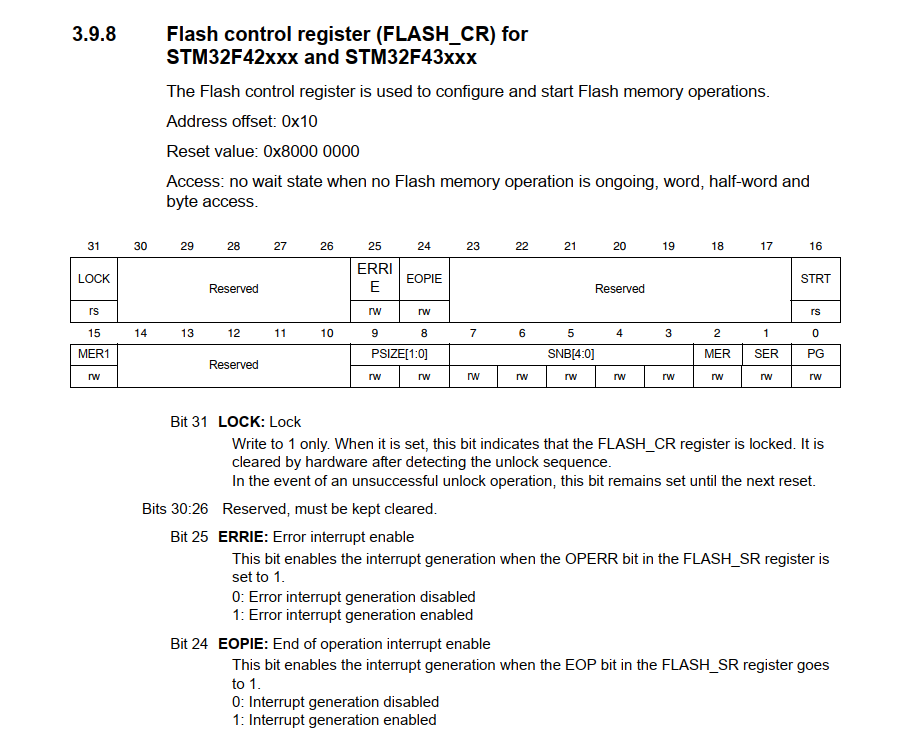 3.9.8 Flash control register (FLASH_CR) for
STM32F42xxx and STM32F43xxx
The Flash control register is used to configure and start Flash memory operations.
Address offset: 0x10
Reset value: 0x8000 0000
Access: no wait state when no Flash memory operation is ongoing, word, half-word and
byte access.
31 30 29 28 27 26 25 24 23 22 21 20 19 18 17 16
LOCK Reserved ERRI
E EOPIE Reserved STRT
rs rw rw rs
15 14 13 12 11 10 9 8 7 6 5 4 3 2 1 0
MER1 Reserved PSIZE[1:0] SNB[4:0] MER SER PG
rw rw rw rw rw rw rw rw rw rw rw
Bit 31 LOCK: Lock
Write to 1 only. When it is set, this bit indicates that the FLASH_CR register is locked. It is
cleared by hardware after detecting the unlock sequence.
In the event of an unsuccessful unlock operation, this bit remains set until the next reset.
Bits 30:26 Reserved, must be kept cleared.
Bit 25 ERRIE: Error interrupt enable
This bit enables the interrupt generation when the OPERR bit in the FLASH_SR register is
set to 1.
0: Error interrupt generation disabled
1: Error interrupt generation enabled
Bit 24 EOPIE: End of operation interrupt enable
This bit enables the interrupt generation when the EOP bit in the FLASH_SR register goes
to 1.
0: Interrupt generation disabled
1: Interrupt generation enabled